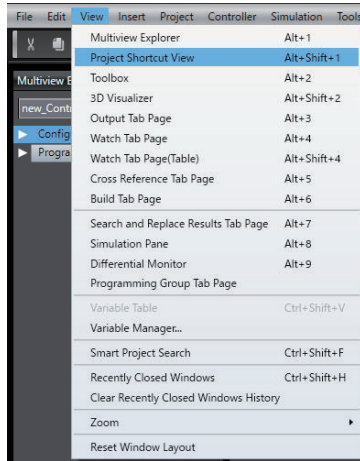 File Edit View Insert Project Controller Simulation Tools
Multiview Explorer Alt+1
Project Shortcut View Alt+Shift+1
Toolbox Alt+2
3D Visualizer Alt+Shift+2
Output Tab Page Alt+3
Watch Tab Page Alt+4
Watch Tab Page(Table) Alt+Shift+4
Cross Reference Tab Page Alt+5
Build Tab Page Alt+6
Search and Replace Results Tab Page Alt+7
Simulation Pane Alt+8
Differential Monitor Alt+9
Programming Group Tab Page
Variable Table Ctrl+Shift+V
Variable Manager...
Smart Project Search Ctrl+Shift+F
Recently Closed Windows Ctrl+Shift+H
Clear Recently Closed Windows History
Zoom
Reset Window Layout
Multiview E
new_Cont
Config
Progra